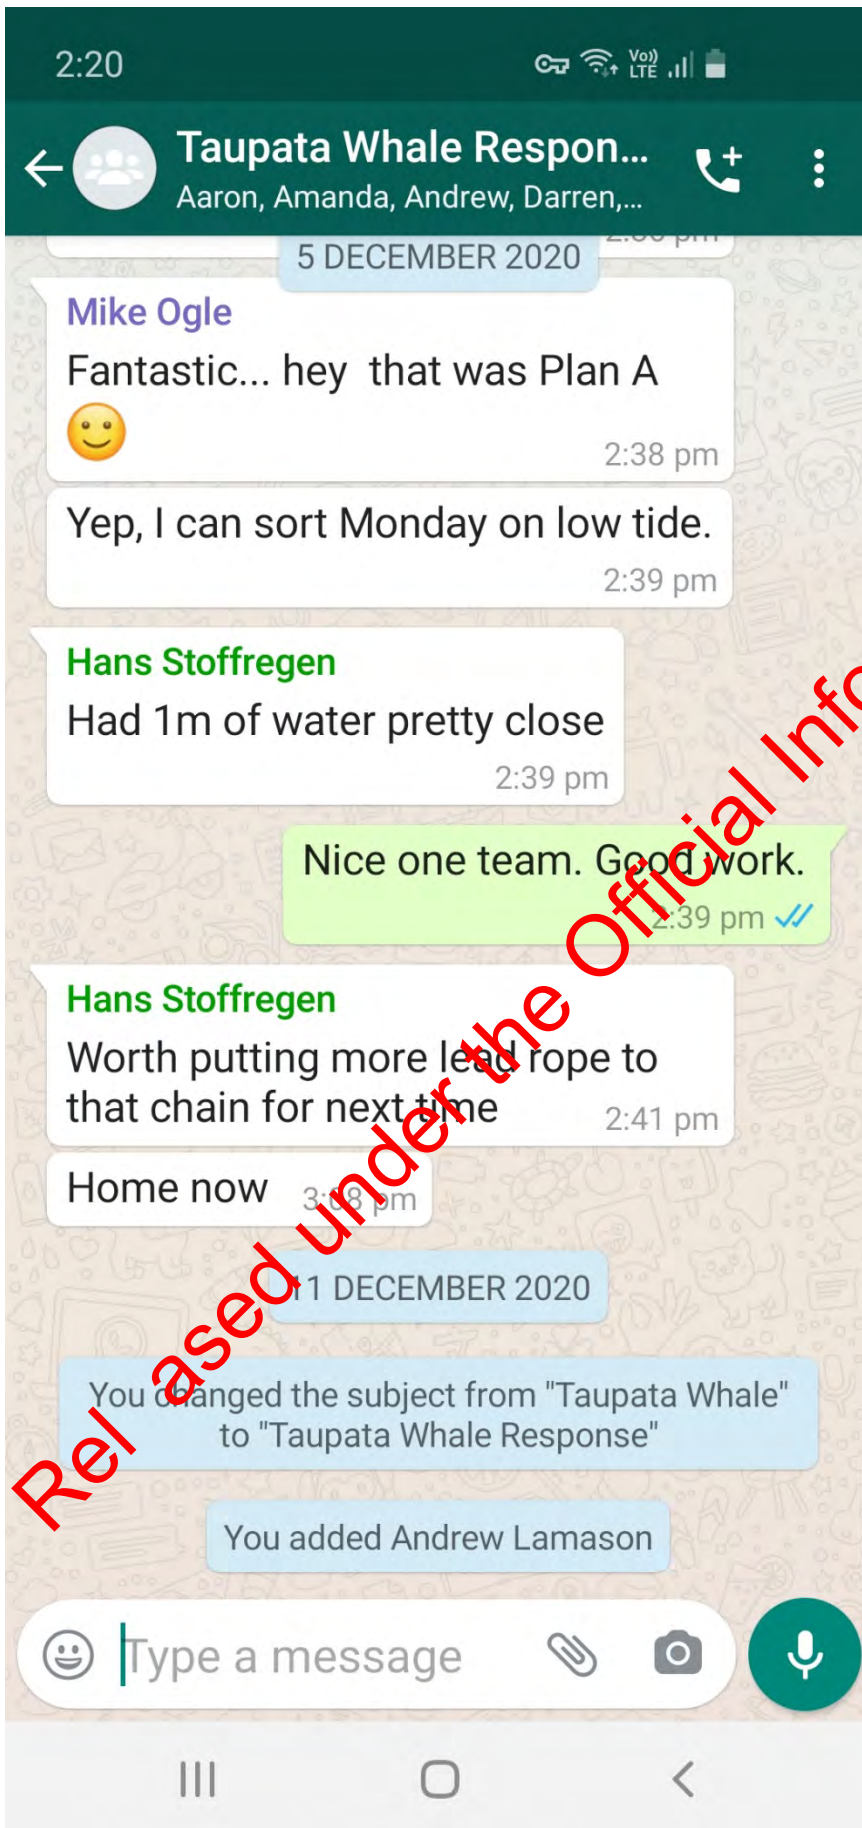 2:20
Vo)) LTE
Taupata Whale Respon...
Aaron, Amanda, Andrew, Darren,...
5 DECEMBER 2020
Mike Ogle
Fantastic... hey that was Plan A
🙂
2:38 pm
Yep, I can sort Monday on low tide.
2:39 pm
Hans Stoffregen
Had 1m of water pretty close
2:39 pm
Nice one team. Good work.
2:39 pm
Hans Stoffregen
Worth putting more lead rope to
that chain for next time
2:41 pm
Home now
3:08 pm
11 DECEMBER 2020
You changed the subject from "Taupata Whale"
to "Taupata Whale Response"
You added Andrew Lamason
Type a message
Rel ased under the Official Info